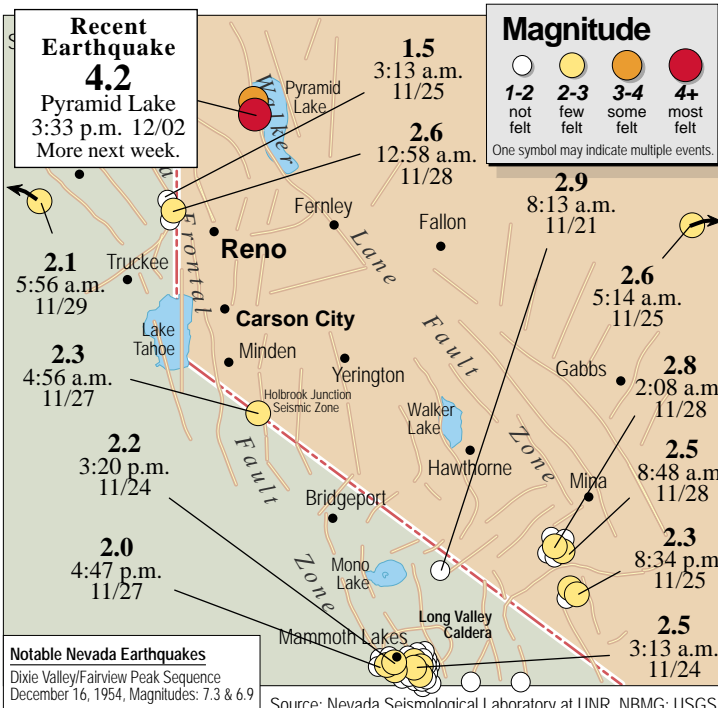 Recent
Earthquake
4.2
Pyramid Lake
3:33 p.m. 12/02
More next week.
Magnitude
1-2 2-3 3-4 4+
not felt few felt some felt most felt
One symbol may indicate multiple events.
1.5
3:13 a.m.
11/25
2.6
12:58 a.m.
11/28
2.9
8:13 a.m.
11/21
2.1
5:56 a.m.
11/29
2.6
5:14 a.m.
11/25
2.3
4:56 a.m.
11/27
2.8
2:08 a.m.
11/28
2.2
3:20 p.m.
11/24
2.5
8:48 a.m
11/28
2.0
4:47 p.m.
11/27
2.3
8:34 p.m
11/25
2.5
3:13 a.m.
11/24
Pyramid
Lake
Walker
Lane
Fault
Zone
Frontal
Fault
Zone
Fernley
Fallon
Reno
Truckee
Lake
Tahoe
Carson City
Minden
Yerington
Gabbs
Holbrook Junction
Seismic Zone
Walker
Lake
Hawthorne
Mina
Bridgeport
Mono
Lake
Long Valley
Caldera
Mammoth Lakes
Notable Nevada Earthquakes
Dixie Valley/Fairview Peak Sequence
December 16, 1954, Magnitudes: 7.3 & 6.9
Source: Nevada Seismological Laboratory at UNR, NBMG; USGS